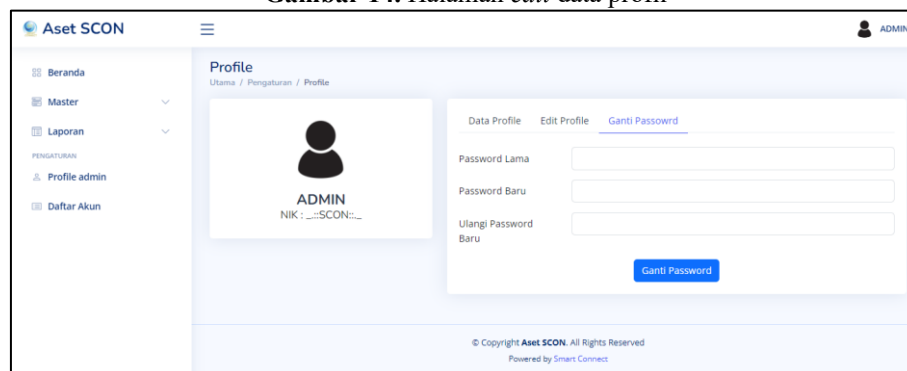 Gambar 14. Halaman edit data profil
Aset SCON
ADMIN
Beranda
Master
Laporan
PENGATURAN
Profile admin
Daftar Akun
Profile
Utama / Pengaturan / Profile
ADMIN
NIK : _.::SCON::._
Data Profile Edit Profile Ganti Passowrd
Password Lama
Password Baru
Ulangi Password
Baru
Ganti Password
© Copyright Aset SCON. All Rights Reserved
Powered by Smart Connect